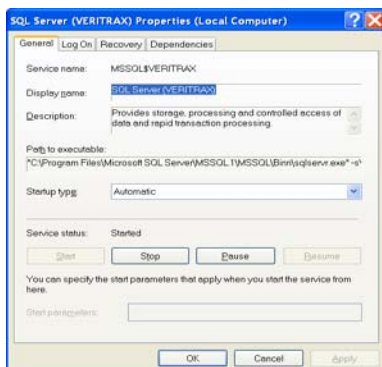 SQL Server (VERITRAX) Properties (Local Computer)
General Log On Recovery Dependencies
Service name: MSSQL$VERITRAX
Display name: SQL Server (VERITRAX)
Description: Provides storage, processing and controlled access of
data and rapid transaction processing.
Path to executable:
"C:\Program Files\Microsoft SQL Server\MSSQL.1\MSSQL\Binn\sqlservr.exe" -s\
Startup type: Automatic
Service status: Started
Start Stop Pause Resume
You can specify the start parameters that apply when you start the service from
here.
Start parameters:
OK Cancel Apply